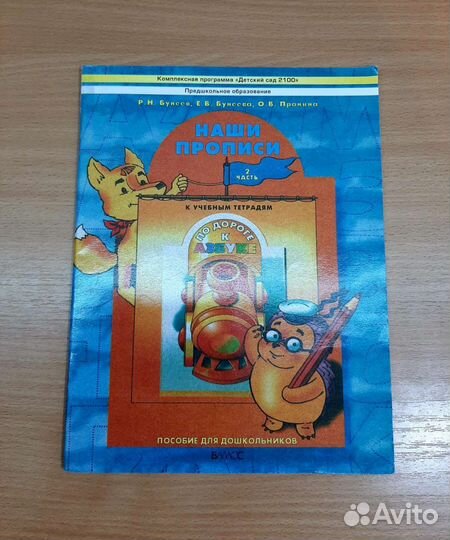 Комплексная программа «Детский сад 2100»
Предшкольное образование
Р.Н. Бунеев, Е.В. Бунеева, О.В. Пронина
НАШИ
ПРОПИСИ
2
ЧАСТЬ
К УЧЕБНЫМ ТЕТРАДЯМ
ПО ДОРОГЕ
К
АЗБУКЕ
ПОСОБИЕ ДЛЯ ДОШКОЛЬНИКОВ
БАЛАСС
Avito